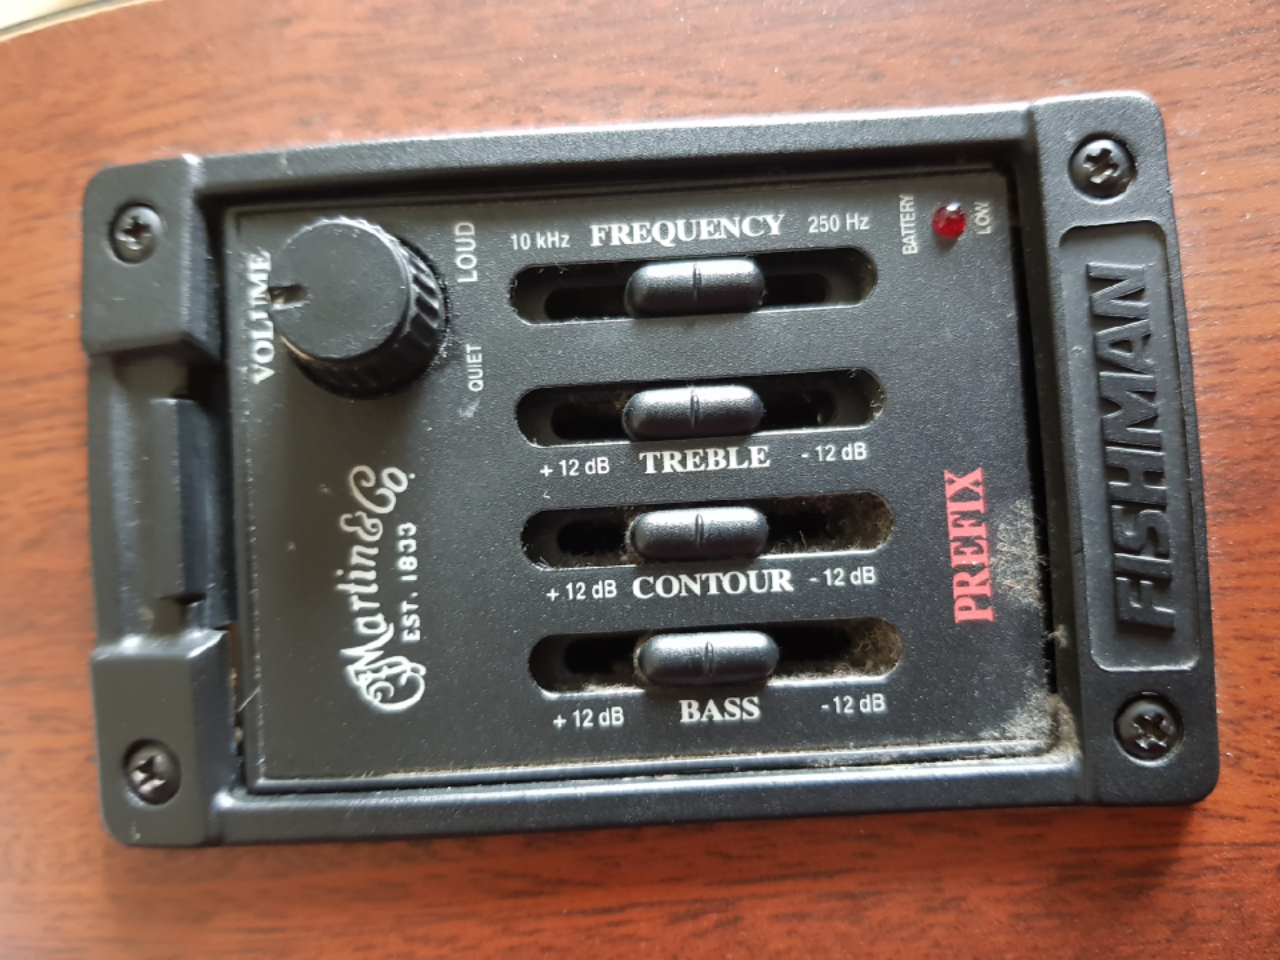 VOLUME
LOUD
QUIET
Martin & Co.
EST. 1833
10 kHz FREQUENCY 250 Hz
+ 12 dB TREBLE - 12 dB
+ 12 dB CONTOUR - 12 dB
+ 12 dB BASS - 12 dB
BATTERY
LOW
PREFIX
FISHMAN